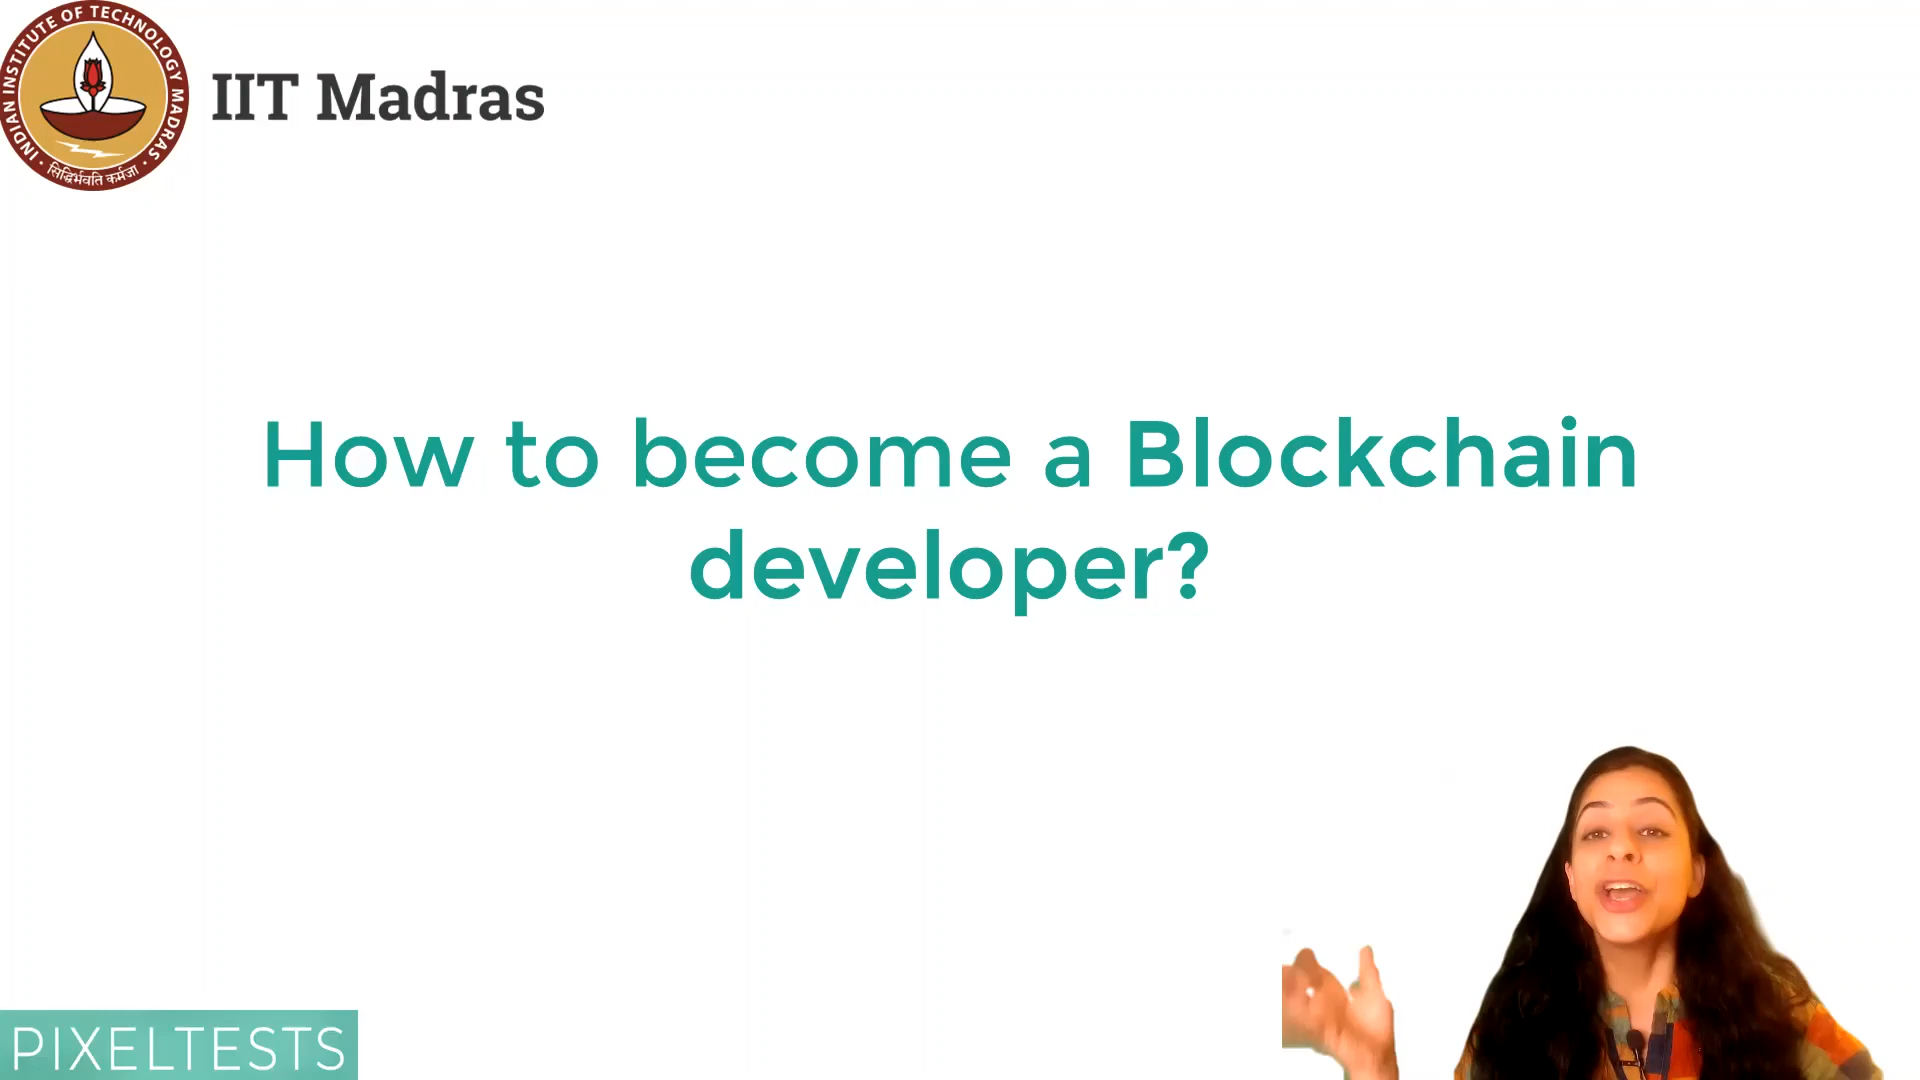 INDIAN INSTITUTE OF TECHNOLOGY MADRAS
सिद्धिर्भवति कर्मजा
IIT Madras
How to become a Blockchain
developer?
PIXELTESTS